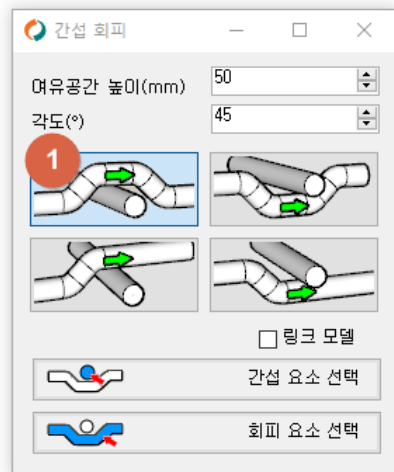 간섭 회피
여유공간 높이(mm) 50
각도(°) 45
1
링크 모델
간섭 요소 선택
회피 요소 선택